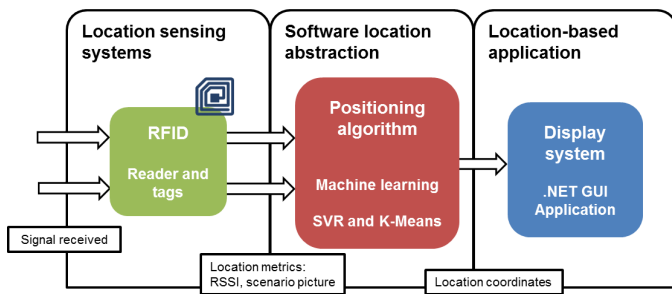 Location sensing
systems
Software location
abstraction
Location-based
application
RFID
Reader and
tags
Positioning
algorithm
Machine learning
SVR and K-Means
Display
system
.NET GUI
Application
Signal received
Location metrics:
RSSI, scenario picture
Location coordinates